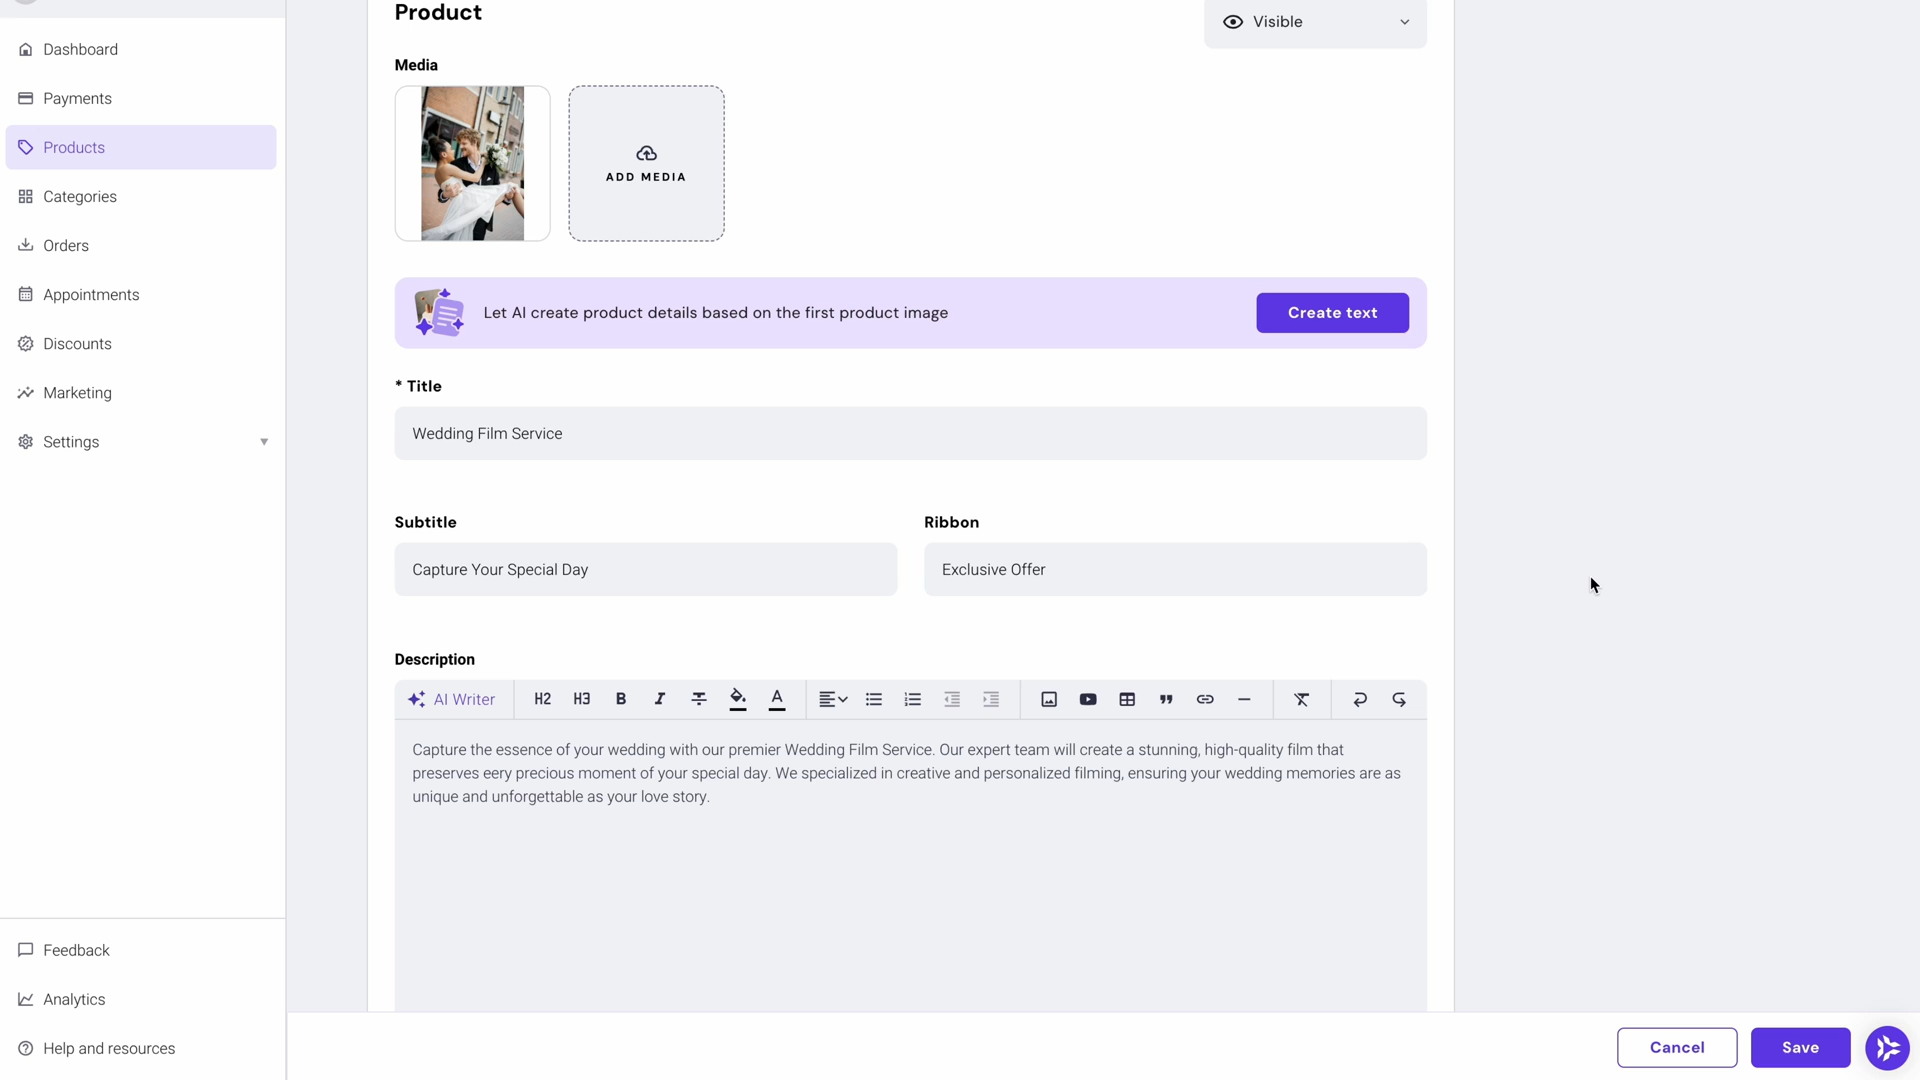 Product
Visible
Dashboard
Payments
Products
Categories
Orders
Appointments
Discounts
Marketing
Settings
Media
ADD MEDIA
Let AI create product details based on the first product image
Create text
* Title
Wedding Film Service
Subtitle
Ribbon
Capture Your Special Day
Exclusive Offer
Description
AI Writer
H2
H3
B
I
A
Capture the essence of your wedding with our premier Wedding Film Service. Our expert team will create a stunning, high-quality film that
preserves eery precious moment of your special day. We specialized in creative and personalized filming, ensuring your wedding memories are as
unique and unforgettable as your love story.
Feedback
Analytics
Help and resources
Cancel
Save